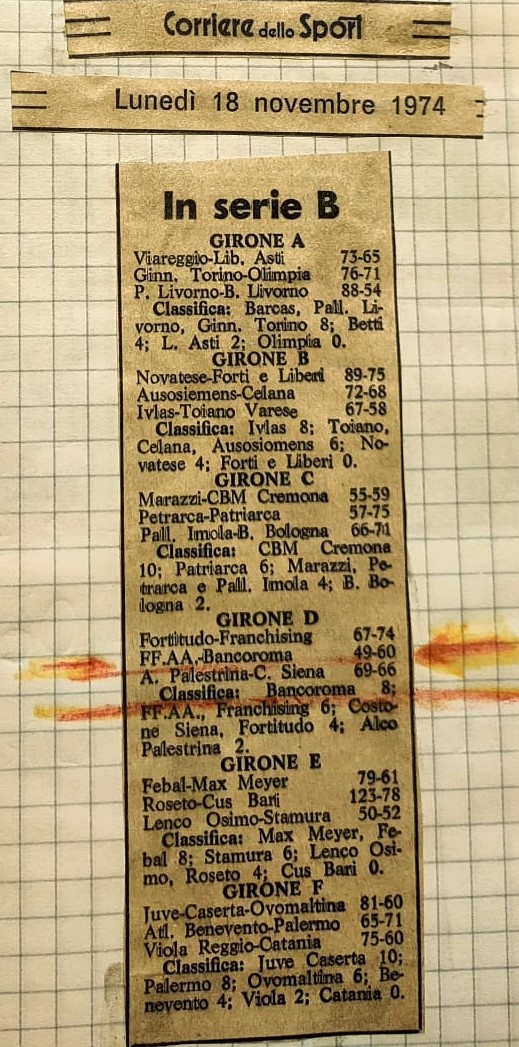 Corriere dello Sport
Lunedì 18 novembre 1974
In serie B
GIRONE A
Viareggio-Lib. Asti 73-65
Ginn. Torino-Olimpia 76-71
P. Livorno-B. Livorno 88-54
Classifica: Barcas, Pall. Li-
vorno, Ginn. Torino 8; Betti
4; L. Asti 2; Olimpia 0.
GIRONE B
Novatese-Forti e Liberi 89-75
Ausosiemens-Celana 72-68
Ivlas-Toiano Varese 67-58
Classifica: Ivlas 8; Toiano,
Celana, Ausosiomens 6; No-
vatese 4; Forti e Liberi 0.
GIRONE C
Marazzi-CBM Cremona 55-59
Petrarca-Patriarca 57-75
Pall. Imola-B. Bologna 66-71
Classifica: CBM Cremona
10; Patriarca 6; Marazzi, Pe-
trarca e Pall. Imola 4; B. Bo-
logna 2.
GIRONE D
Fortitudo-Franchising 67-74
FF.AA.-Bancoroma 49-60
A. Palestrina-C. Siena 69-66
Classifica: Bancoroma 8;
FF.AA., Franchising 6; Costo-
ne Siena, Fortitudo 4; Alco
Palestrina 2.
GIRONE E
Febal-Max Meyer 79-61
Roseto-Cus Bari 123-78
Lenco Osimo-Stamura 50-52
Classifica: Max Meyer, Fe-
bal 8; Stamura 6; Lenco Osi-
mo, Roseto 4; Cus Bari 0.
GIRONE F
Juve-Caserta-Ovomaltina 81-60
Atl. Benevento-Palermo 65-71
Viola Reggio-Catania 75-60
Classifica: Juve Caserta 10;
Palermo 8; Ovomaltina 6; Be-
nevento 4; Viola 2; Catania 0.